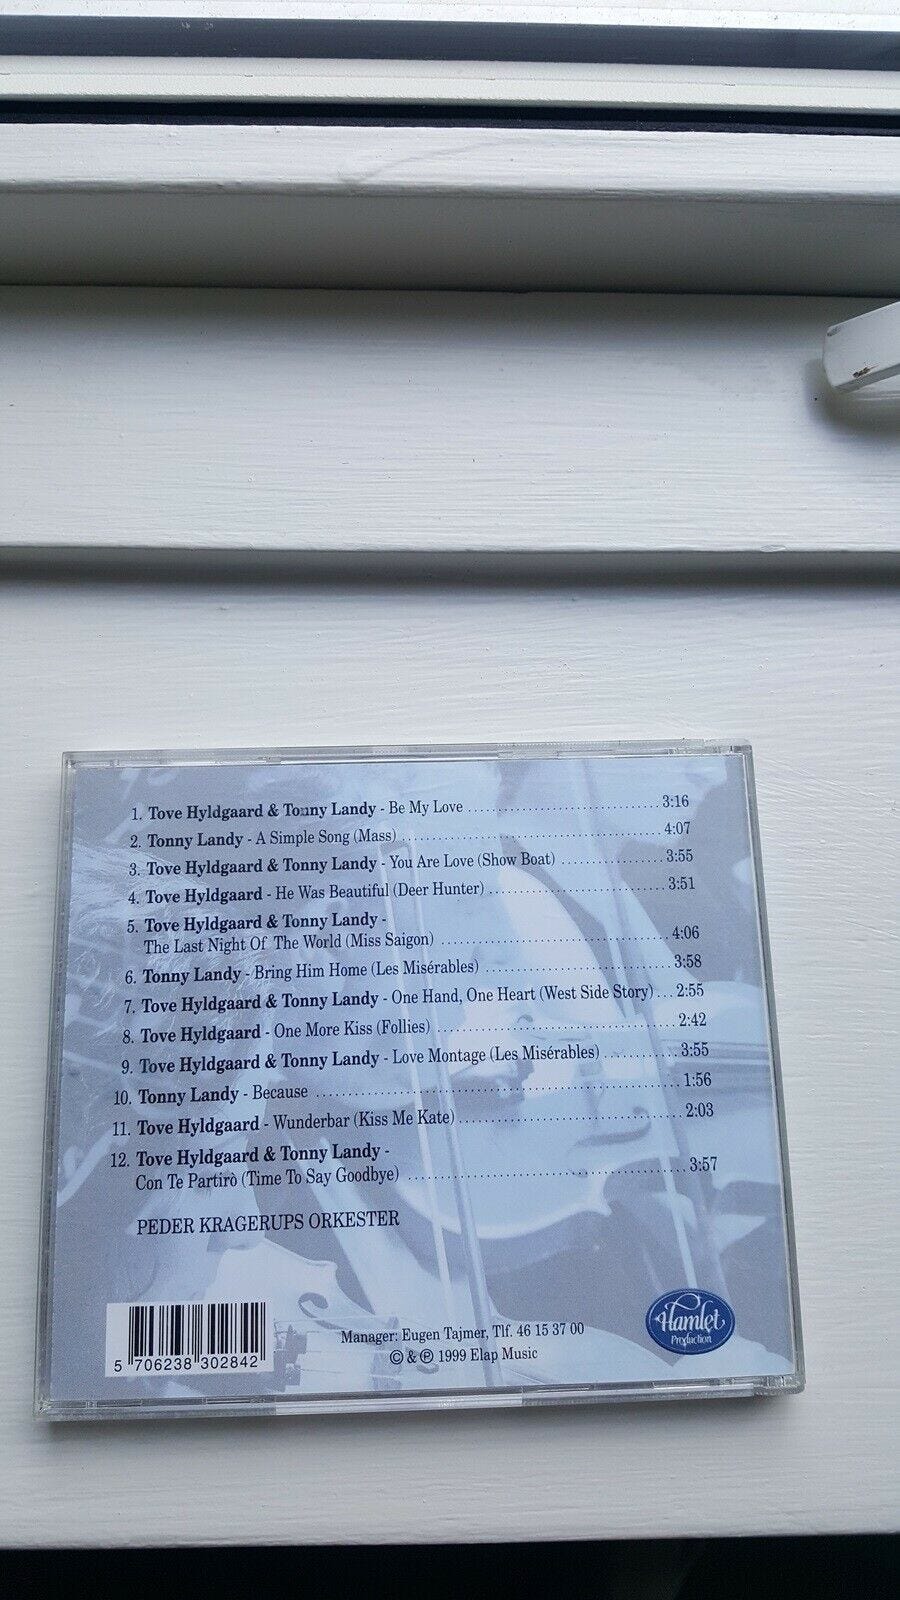 1. Tove Hyldgaard & Tonny Landy - Be My Love ........................................ 3:16
2. Tonny Landy - A Simple Song (Mass) ........................................ 4:07
3. Tove Hyldgaard & Tonny Landy - You Are Love (Show Boat) .................... 3:55
4. Tove Hyldgaard - He Was Beautiful (Deer Hunter) .............................. 3:51
5. Tove Hyldgaard & Tonny Landy -
The Last Night Of The World (Miss Saigon) ........................................ 4:06
6. Tonny Landy - Bring Him Home (Les Misérables) .............................. 3:58
7. Tove Hyldgaard & Tonny Landy - One Hand, One Heart (West Side Story) ... 2:55
8. Tove Hyldgaard - One More Kiss (Follies) ........................................ 2:42
9. Tove Hyldgaard & Tonny Landy - Love Montage (Les Misérables) ............ 3:55
10. Tonny Landy - Because ........................................ 1:56
11. Tove Hyldgaard - Wunderbar (Kiss Me Kate) .............................. 2:03
12. Tove Hyldgaard & Tonny Landy -
Con Te Partirò (Time To Say Goodbye) ........................................ 3:57
PEDER KRAGERUPS ORKESTER
Manager: Eugen Tajmer, Tlf. 46 15 37 00
© & ℗ 1999 Elap Music
5 706238 302842
Hamlet
Production